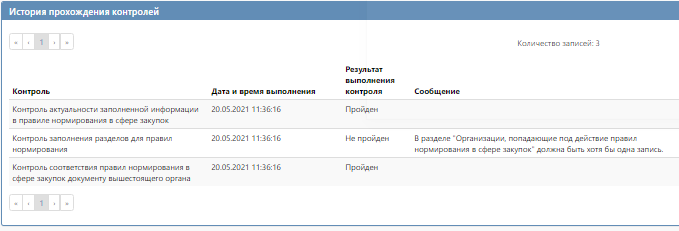 История прохождения контролей
« ‹ 1 › »
Количество записей: 3
Результат
выполнения
Контроль Дата и время выполнения контроля Сообщение
Контроль актуальности заполненной информации 20.05.2021 11:36:16 Пройден
в правиле нормирования в сфере закупок
Контроль заполнения разделов для правил 20.05.2021 11:36:16 Не пройден В разделе "Организации, попадающие под действие правил
нормирования нормирования в сфере закупок" должна быть хотя бы одна запись.
Контроль соответствия правил нормирования в 20.05.2021 11:36:16 Пройден
сфере закупок документу вышестоящего органа
« ‹ 1 › »